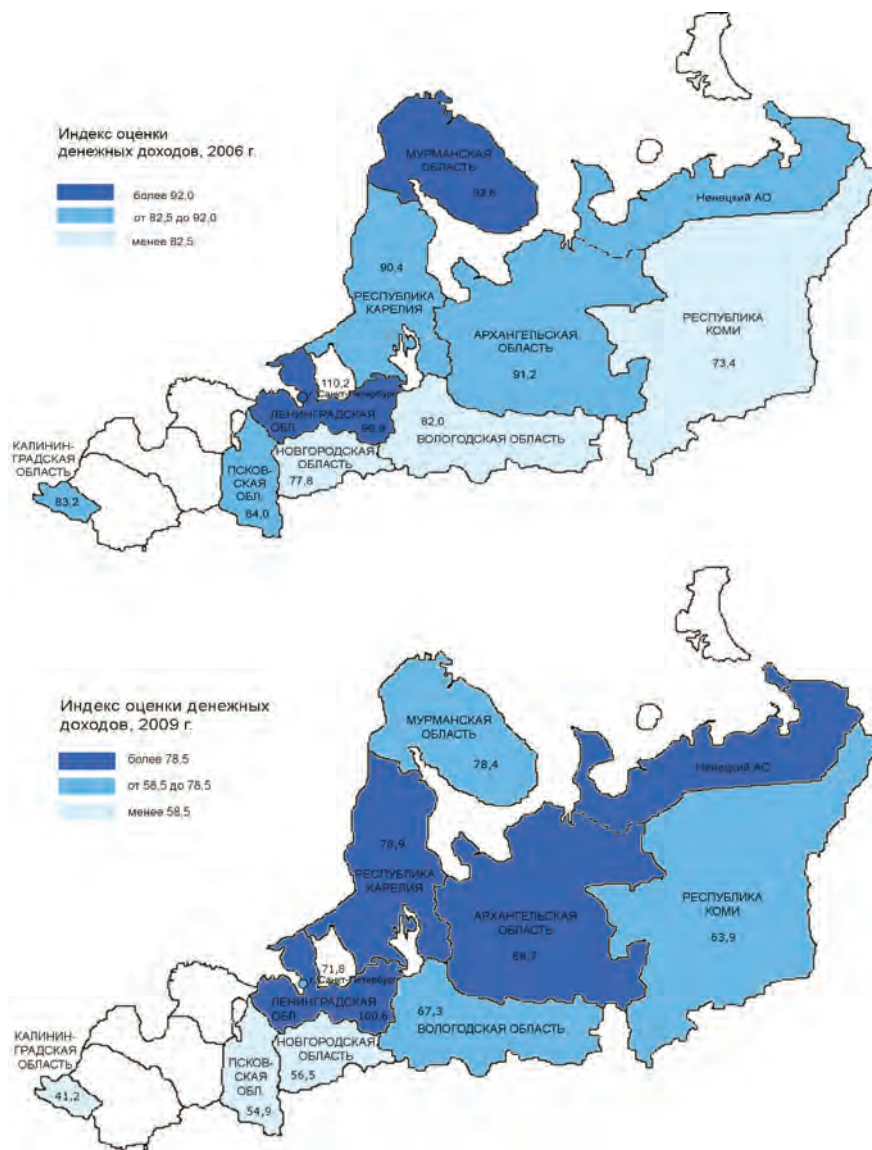 Индекс оценки
денежных доходов, 2006 г.
более 92,0
от 82,5 до 92,0
менее 82,5
МУРМАНСКАЯ
ОБЛАСТЬ
92,6
Ненецкий АО
90,4
РЕСПУБЛИКА
КАРЕЛИЯ
АРХАНГЕЛЬСКАЯ
ОБЛАСТЬ
91,2
РЕСПУБЛИКА
КОМИ
73,4
110,2
г. Санкт-Петербург
ЛЕНИНГРАДСКАЯ
ОБЛ.
96,9
82,0
ВОЛОГОДСКАЯ ОБЛАСТЬ
НОВГОРОДСКАЯ
ОБЛАСТЬ
77,8
КАЛИНИН-
ГРАДСКАЯ
ОБЛАСТЬ
83,2
ПСКОВ-
СКАЯ
ОБЛ.
84,0
Индекс оценки денежных
доходов, 2009 г.
более 78,5
от 58,5 до 78,5
менее 58,5
МУРМАНСКАЯ
ОБЛАСТЬ
78,4
Ненецкий АО
78,9
РЕСПУБЛИКА
КАРЕЛИЯ
АРХАНГЕЛЬСКАЯ
ОБЛАСТЬ
РЕСПУБЛИКА
КОМИ
63,9
71,8
г. Санкт-Петербург
ЛЕНИНГРАДСКАЯ
ОБЛ.
100,6
67,3
ВОЛОГОДСКАЯ ОБЛАСТЬ
НОВГОРОДСКАЯ
ОБЛАСТЬ
56,5
КАЛИНИН-
ГРАДСКАЯ
ОБЛАСТЬ
41,2
ПСКОВ-
СКАЯ
ОБЛ.
54,9